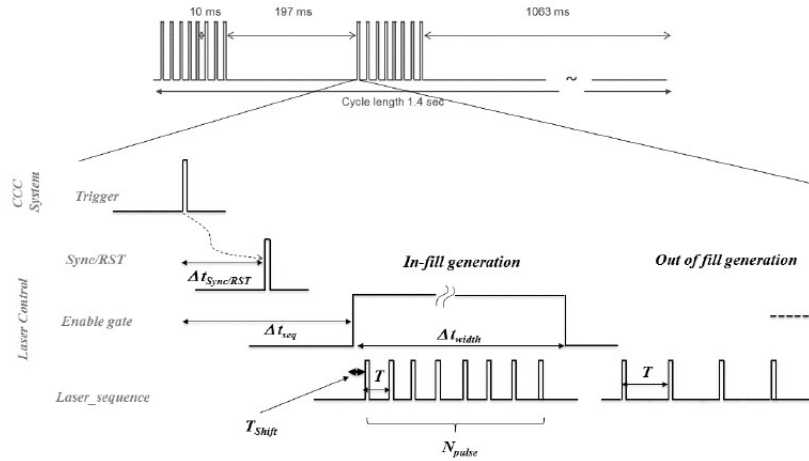 10 ms
197 ms
1063 ms
~
Cycle length 1.4 sec
CCC System
Trigger
Sync/RST
Δt_Sync/RST
In-fill generation
Out of fill generation
Laser Control
Enable gate
Δt_seq
Δt_width
Laser_sequence
T
T
T_Shift
N_pulse